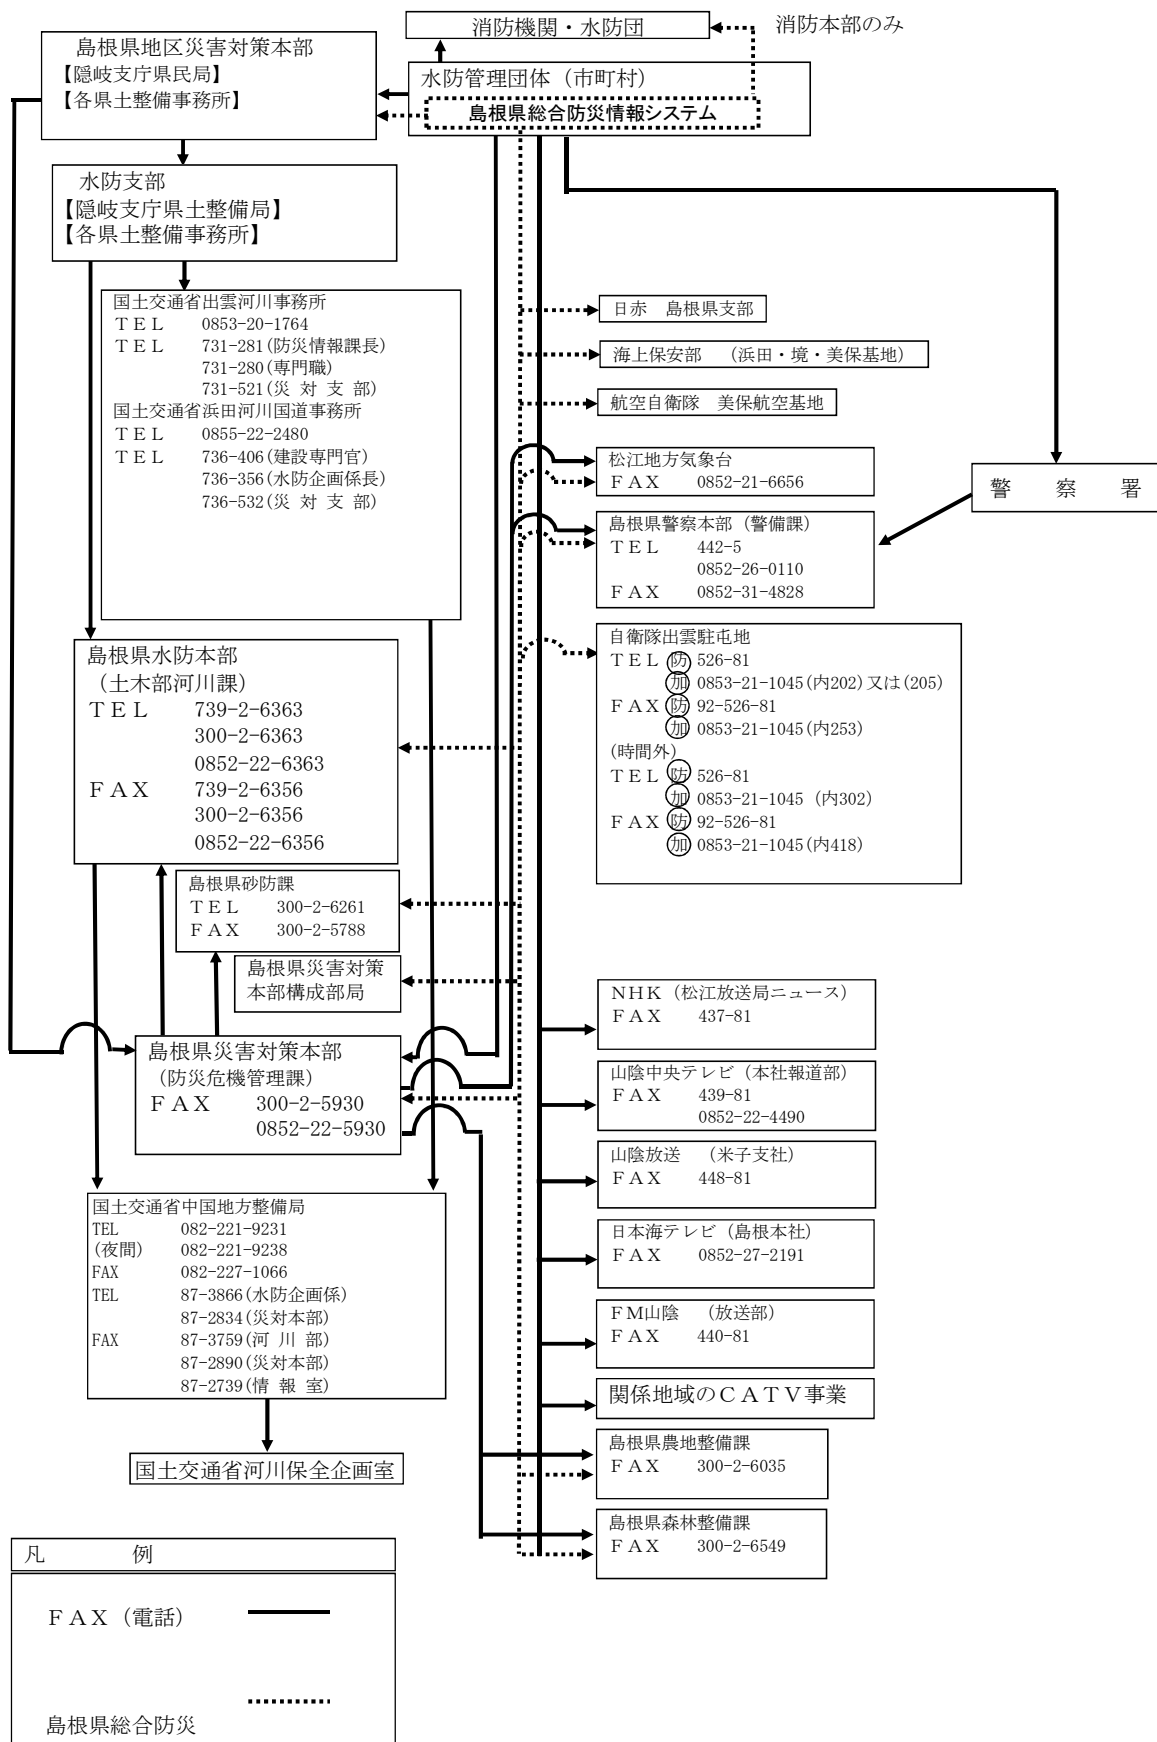 消防機関・水防団
消防本部のみ
島根県地区災害対策本部
【隠岐支庁県民局】
【各県土整備事務所】
水防管理団体（市町村）
島根県総合防災情報システム
水防支部
【隠岐支庁県土整備局】
【各県土整備事務所】
国土交通省出雲河川事務所
ＴＥＬ 0853-20-1764
ＴＥＬ 731-281(防災情報課長)
731-280(専門職)
731-521(災 対 支 部)
国土交通省浜田河川国道事務所
ＴＥＬ 0855-22-2480
ＴＥＬ 736-406(建設専門官)
736-356(水防企画係長)
736-532(災 対 支 部)
日赤　島根県支部
海上保安部　（浜田・境・美保基地）
航空自衛隊　美保航空基地
松江地方気象台
ＦＡＸ 0852-21-6656
警　察　署
島根県警察本部（警備課）
ＴＥＬ 442-5
0852-26-0110
ＦＡＸ 0852-31-4828
自衛隊出雲駐屯地
ＴＥＬ 防 526-81
加 0853-21-1045(内202)又は(205)
ＦＡＸ 防 92-526-81
加 0853-21-1045(内253)
(時間外)
ＴＥＬ 防 526-81
加 0853-21-1045（内302)
ＦＡＸ 防 92-526-81
加 0853-21-1045(内418)
島根県水防本部
（土木部河川課）
ＴＥＬ 739-2-6363
300-2-6363
0852-22-6363
ＦＡＸ 739-2-6356
300-2-6356
0852-22-6356
島根県砂防課
ＴＥＬ 300-2-6261
ＦＡＸ 300-2-5788
島根県災害対策
本部構成部局
島根県災害対策本部
（防災危機管理課）
ＦＡＸ 300-2-5930
0852-22-5930
ＮＨＫ（松江放送局ニュース）
ＦＡＸ 437-81
山陰中央テレビ（本社報道部）
ＦＡＸ 439-81
0852-22-4490
山陰放送　（米子支社）
ＦＡＸ 448-81
日本海テレビ（島根本社）
ＦＡＸ 0852-27-2191
ＦＭ山陰　（放送部）
ＦＡＸ 440-81
関係地域のＣＡＴＶ事業
島根県農地整備課
ＦＡＸ 300-2-6035
島根県森林整備課
ＦＡＸ 300-2-6549
国土交通省中国地方整備局
TEL 082-221-9231
(夜間) 082-221-9238
FAX 082-227-1066
TEL 87-3866(水防企画係)
87-2834(災対本部)
FAX 87-3759(河 川 部)
87-2890(災対本部)
87-2739(情 報 室)
国土交通省河川保全企画室
凡　　　例
ＦＡＸ（電話）
島根県総合防災